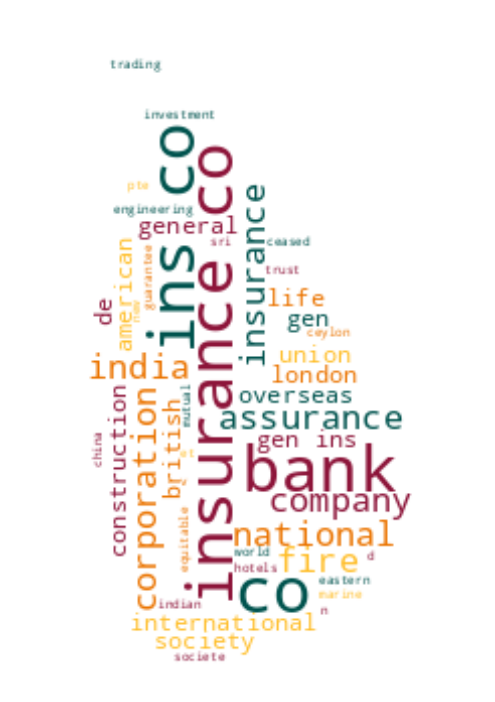 trading
investment
ins co
insurance co
pte
insurance
engineering
general
sri
ceased
american
guarantee
trust
life
de
new
gen
ceylon
union
india
london
mutual
overseas
construction
corporation
british
assurance
china
gen ins
bank
company
equitable
national
world
fire
d
hotels
co
eastern
marine
indian
n
international
society
societe